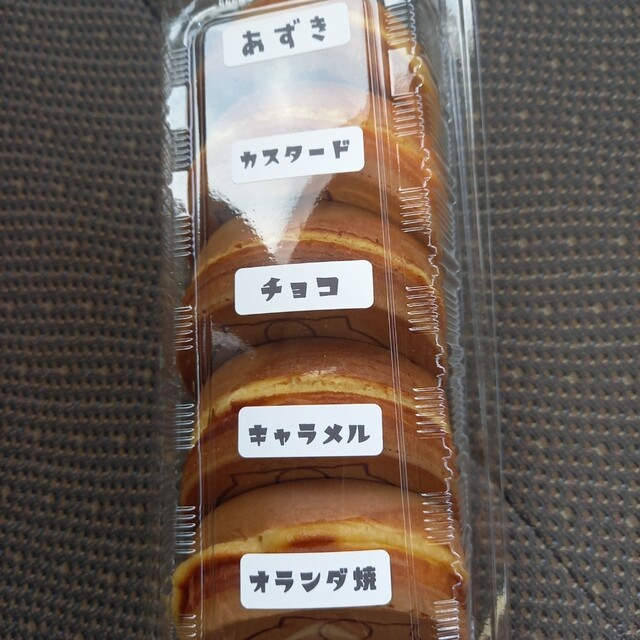 あずき
カスタード
チョコ
キャラメル
オランダ焼